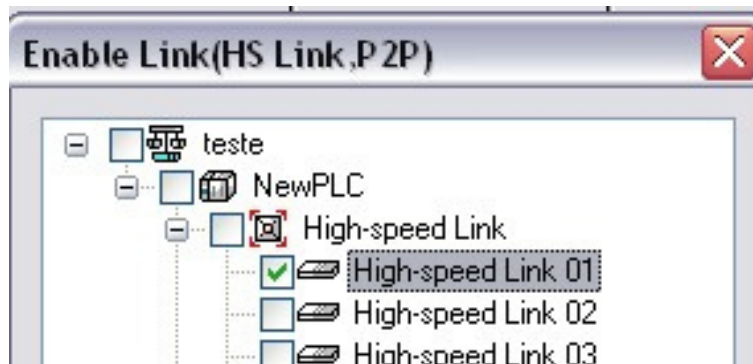 Enable Link(HS Link,P2P)
teste
NewPLC
High-speed Link
High-speed Link 01
High-speed Link 02
High-speed Link 03